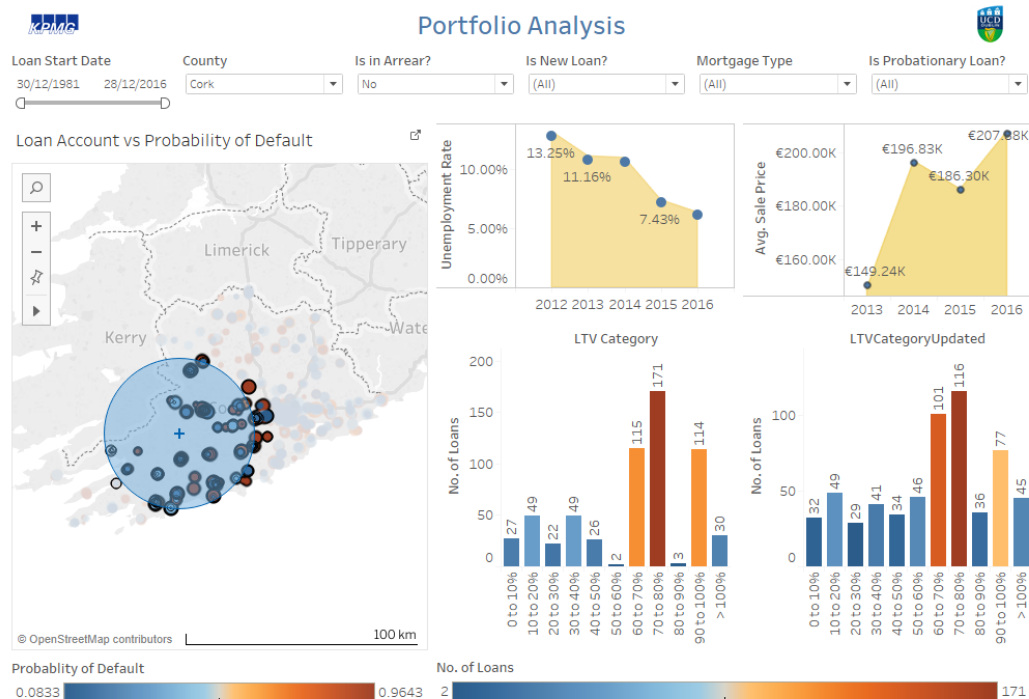 KPMG
Portfolio Analysis
UCD
DUBLIN
Loan Start Date
County
Is in Arrear?
Is New Loan?
Mortgage Type
Is Probationary Loan?
30/12/1981
28/12/2016
Cork
No
(All)
(All)
(All)
Loan Account vs Probability of Default
Limerick
Tipperary
Kerry
© OpenStreetMap contributors
100 km
Unemployment Rate
10.00%
5.00%
0.00%
13.25%
11.16%
7.43%
2012 2013 2014 2015 2016
Avg. Sale Price
€200.00K
€180.00K
€160.00K
€149.24K
€196.83K
€186.30K
2013 2014 2015 2016
LTV Category
No. of Loans
200
150
100
50
0
27
49
22
49
26
2
115
171
3
114
30
0 to 10%
10 to 20%
20 to 30%
30 to 40%
40 to 50%
50 to 60%
60 to 70%
70 to 80%
80 to 90%
90 to 100%
> 100%
LTVCategoryUpdated
No. of Loans
100
50
0
32
49
29
41
34
46
101
116
36
77
45
0 to 10%
10 to 20%
20 to 30%
30 to 40%
40 to 50%
50 to 60%
60 to 70%
70 to 80%
80 to 90%
90 to 100%
> 100%
Probablity of Default
0.0833
0.9643
No. of Loans
2
171